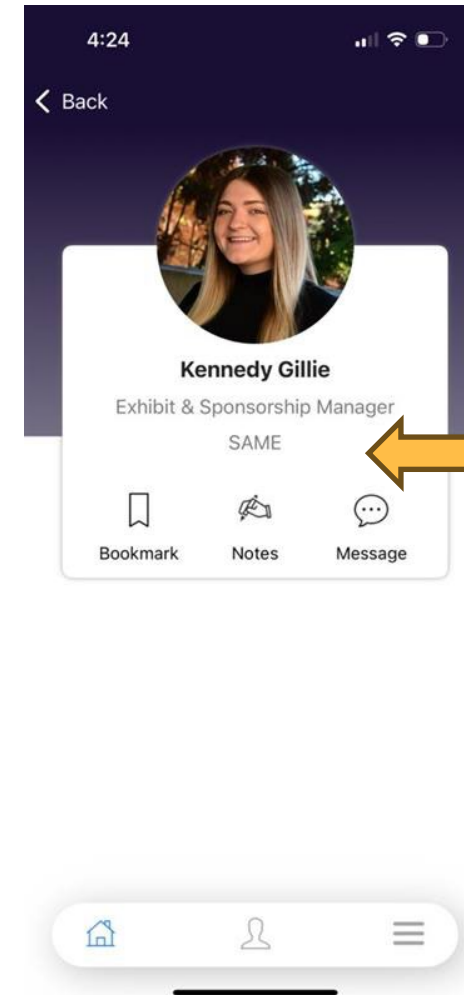 4:24
Back
Kennedy Gillie
Exhibit & Sponsorship Manager
SAME
Bookmark Notes Message